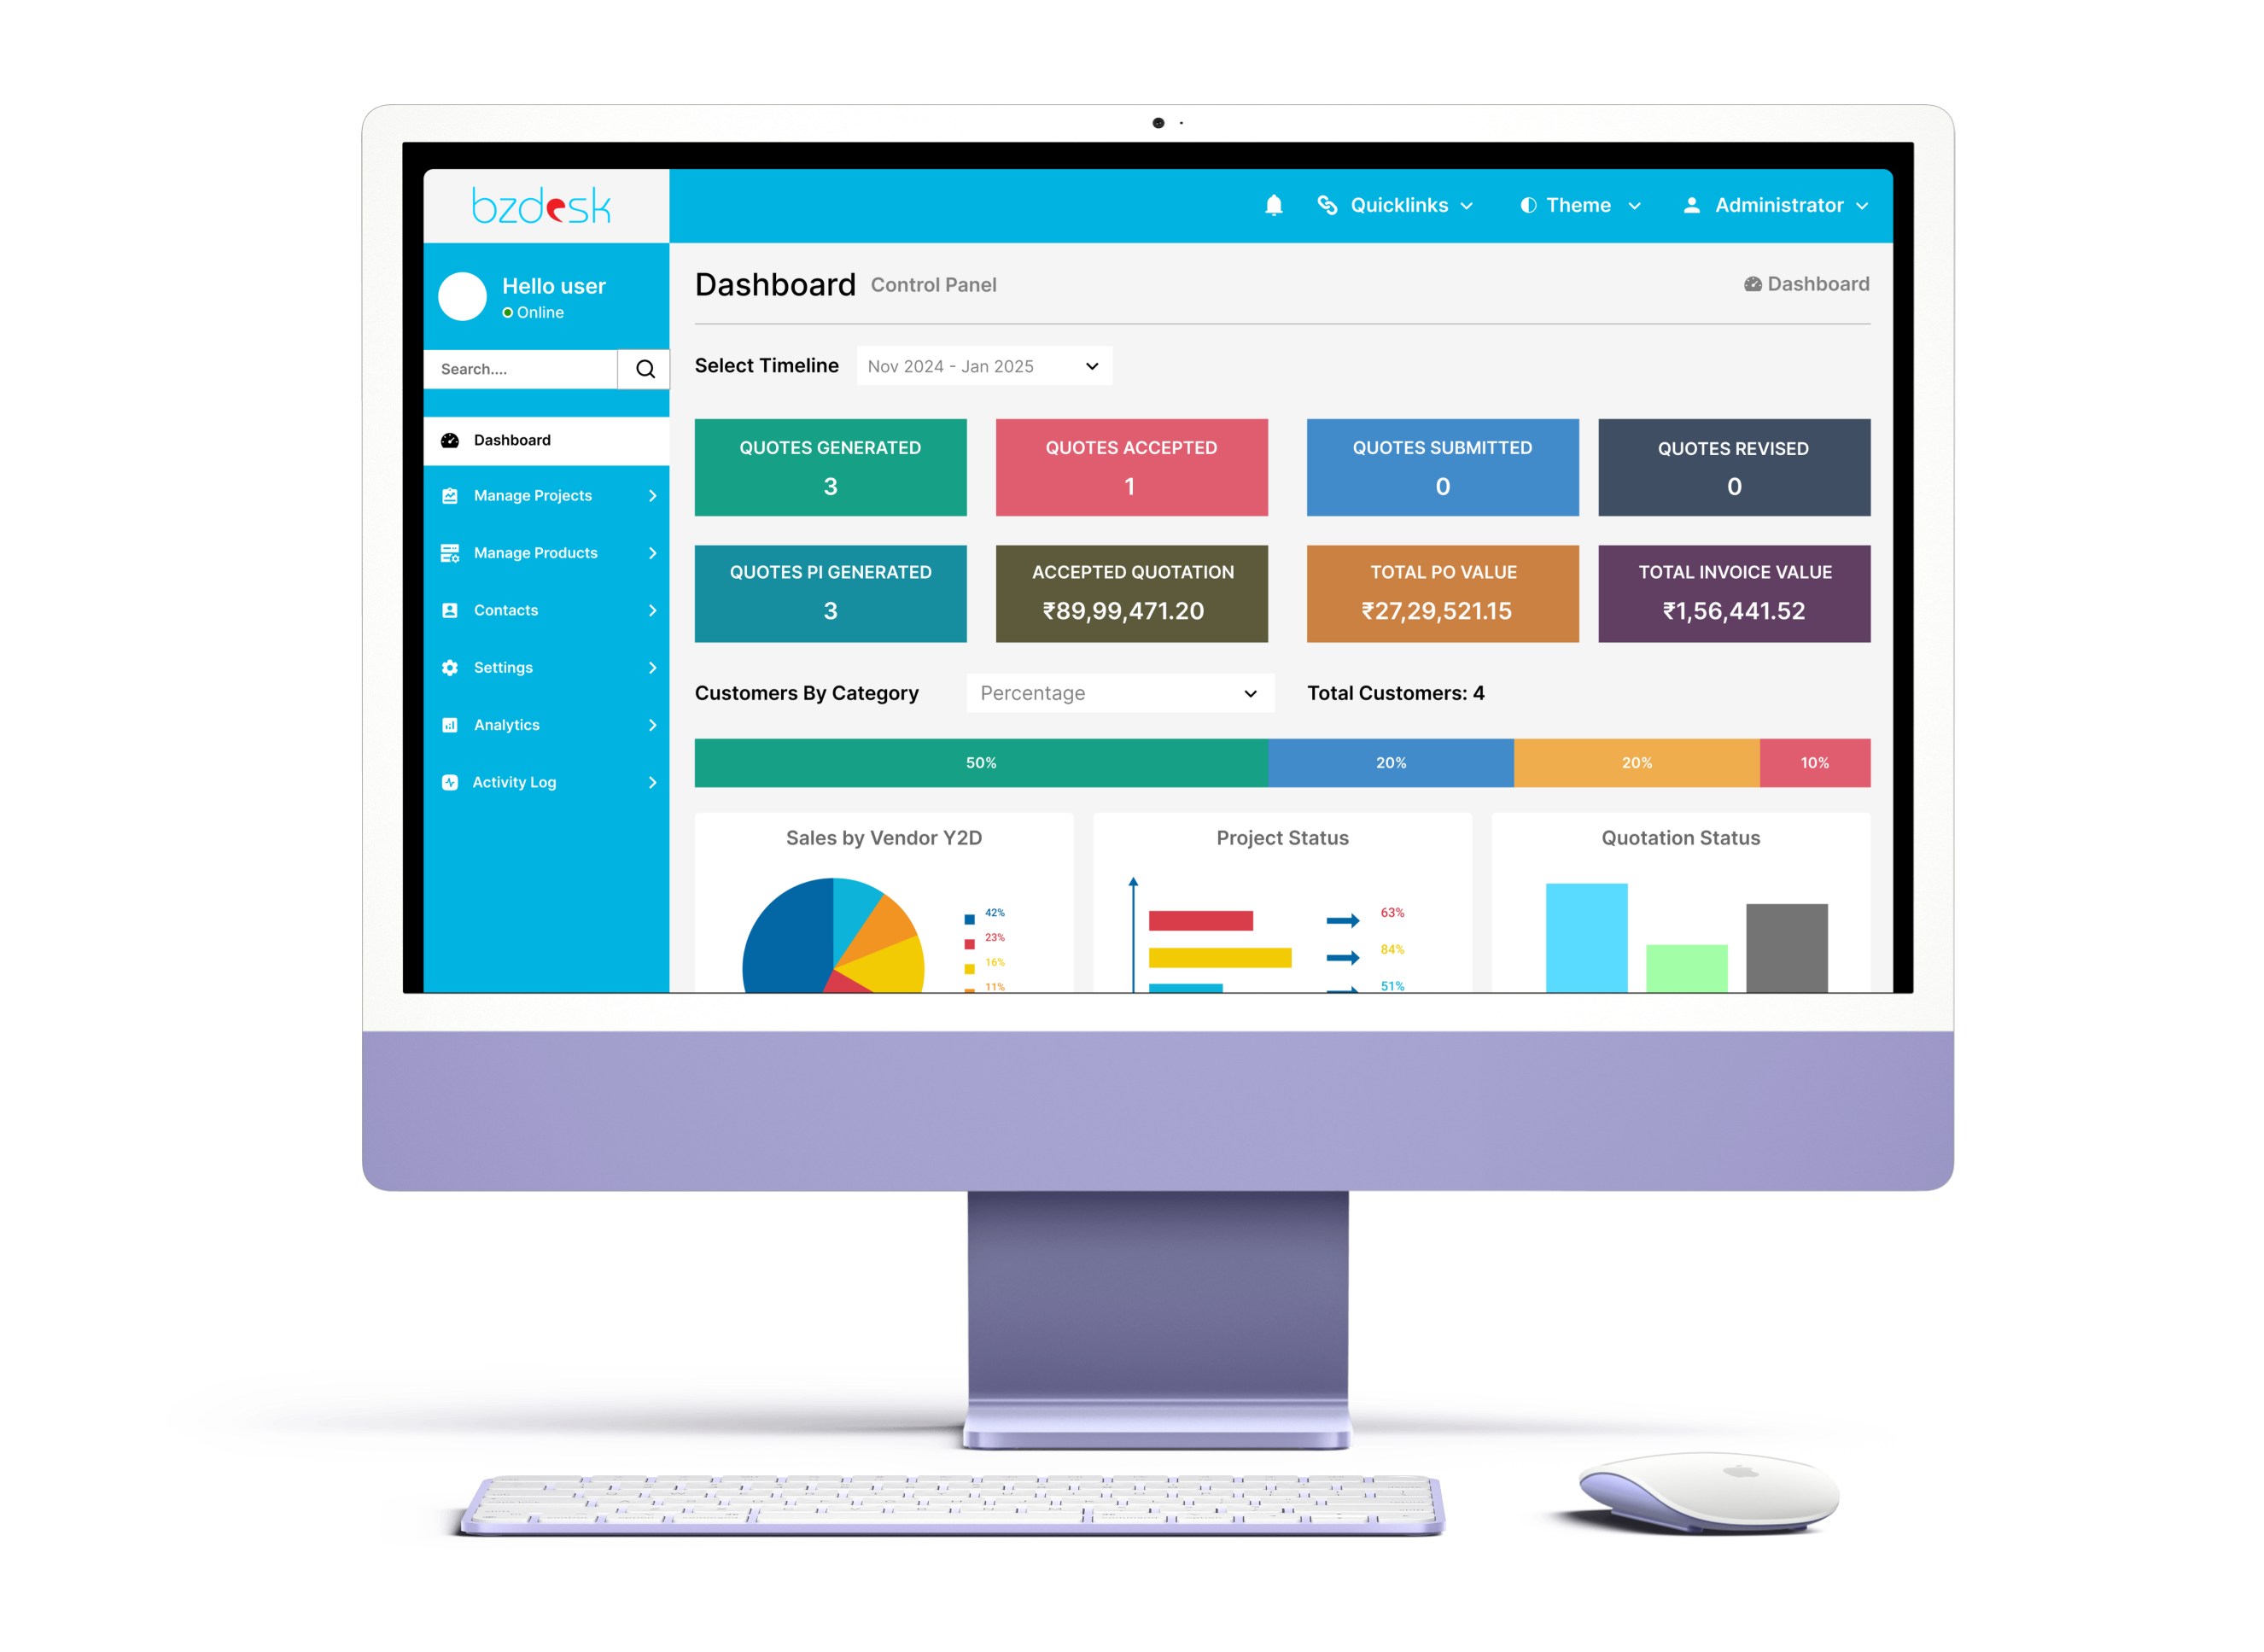 bzdesk
Quicklinks
Theme
Administrator
Hello user
Online
Search....
Dashboard
Manage Projects
Manage Products
Contacts
Settings
Analytics
Activity Log
Dashboard Control Panel
Dashboard
Select Timeline Nov 2024 - Jan 2025
QUOTES GENERATED
3
QUOTES ACCEPTED
1
QUOTES SUBMITTED
0
QUOTES REVISED
0
QUOTES PI GENERATED
3
ACCEPTED QUOTATION
₹89,99,471.20
TOTAL PO VALUE
₹27,29,521.15
TOTAL INVOICE VALUE
₹1,56,441.52
Customers By Category Percentage Total Customers: 4
50% 20% 20% 10%
Sales by Vendor Y2D
42%
23%
16%
11%
Project Status
63%
84%
51%
Quotation Status